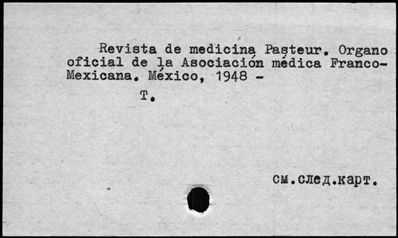 Revista de medicina Pasteur. Organo
oficial de la Asociación médica Franco-
Mexicana. México, 1948 -
T.
см.след.карт.